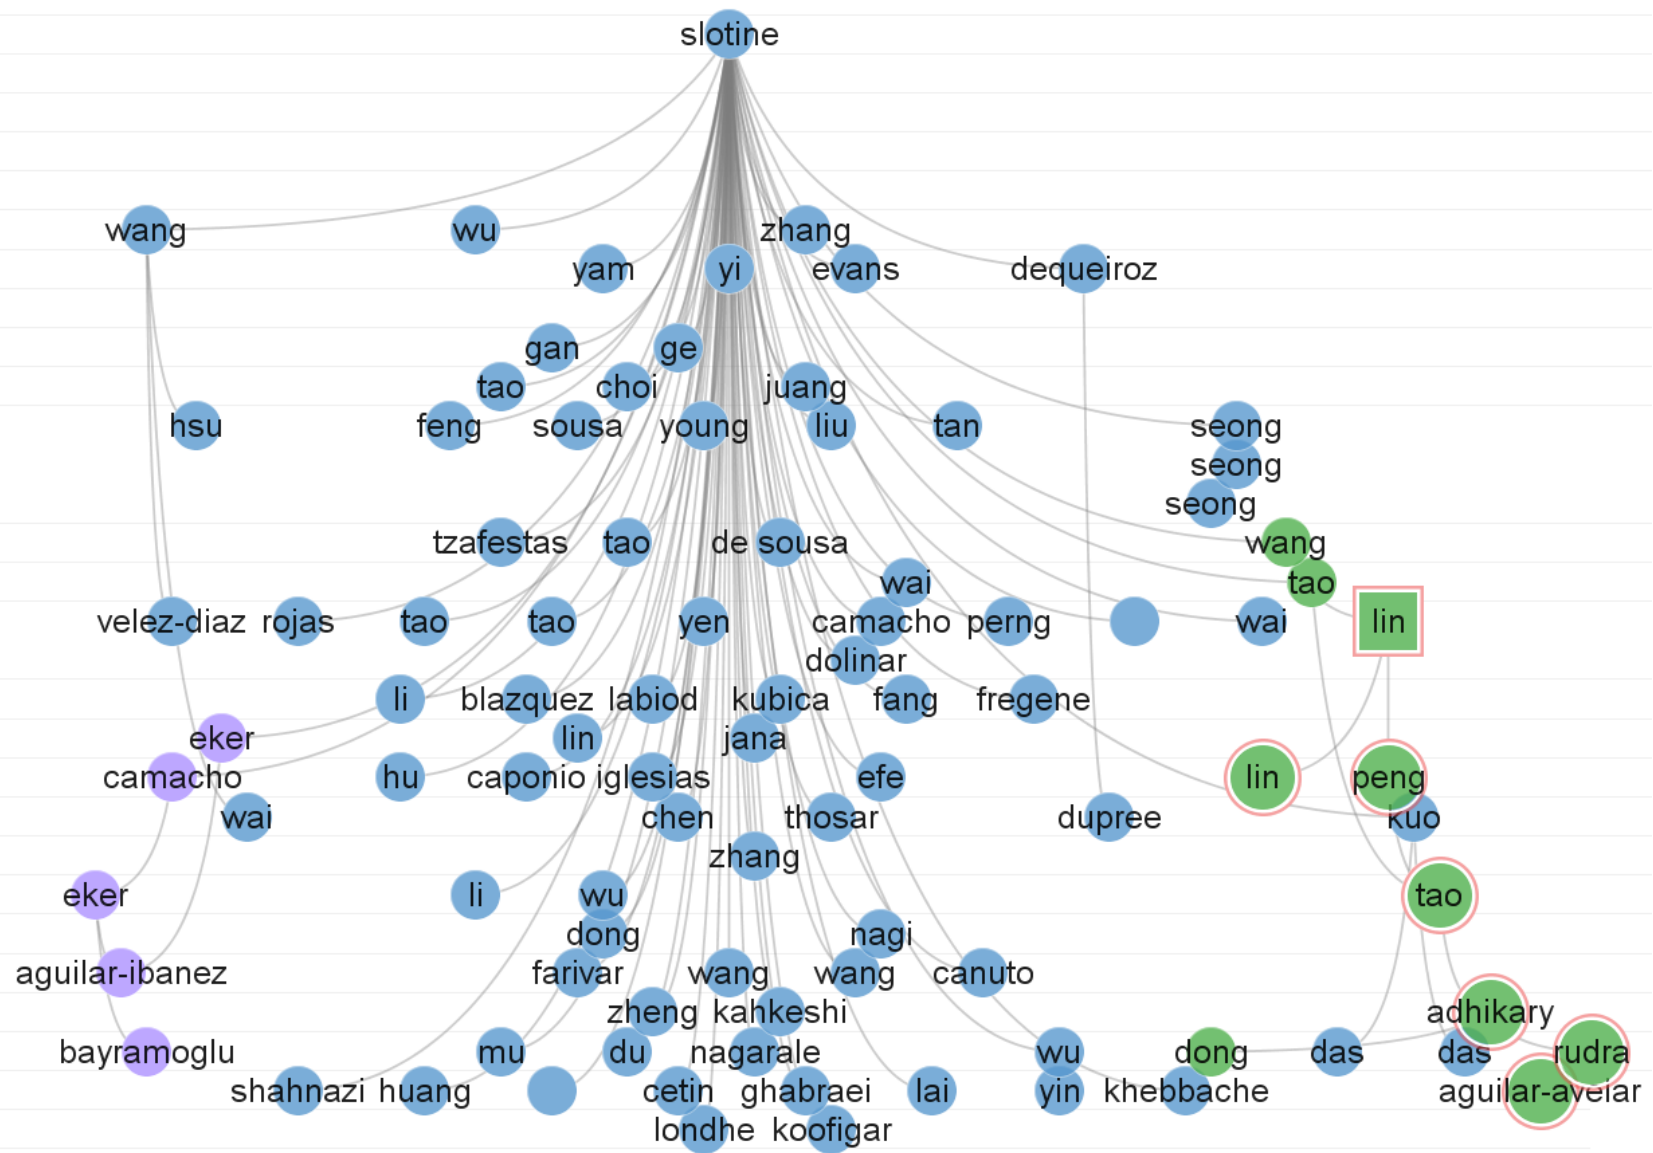 slotine
wang
wu
zhang
yam
yi
evans
dequeiroz
gan
ge
tao
choi
juang
hsu
feng
sousa
young
liu
tan
seong
seong
seong
tzafestas
tao
de sousa
wang
wai
tao
velez-diaz
rojas
tao
tao
yen
camacho
perng
wai
lin
dolinar
li
blazquez
labiod
kubica
fang
fregene
eker
lin
jana
camacho
hu
caponio
iglesias
efe
lin
peng
wai
chen
thosar
dupree
kuo
zhang
eker
li
wu
tao
dong
nagi
aguilar-ibanez
farivar
wang
wang
canuto
zheng
kahkeshi
adhikary
bayramoglu
mu
du
nagarale
wu
dong
das
das
rudra
shahnazi
huang
cetin
ghabraei
lai
yin
khebbache
aguilar-avelar
londhe
koofigar